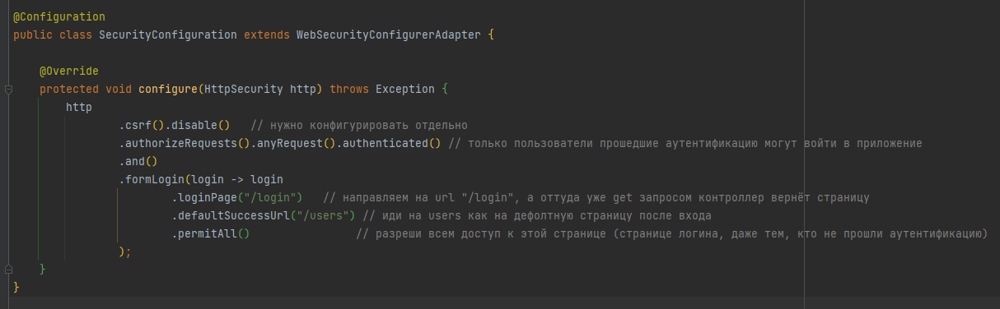 @Configuration
public class SecurityConfiguration extends WebSecurityConfigurerAdapter {
@Override
protected void configure(HttpSecurity http) throws Exception {
http
.csrf().disable()   // нужно конфигурировать отдельно
.authorizeRequests().anyRequest().authenticated() // только пользователи прошедшие аутентификацию могут войти в приложение
.and()
.formLogin(login -> login
.loginPage("/login")   // направляем на url "/login", а оттуда уже get запросом контроллер вернёт страницу
.defaultSuccessUrl("/users") // иди на users как на дефолтную страницу после входа
.permitAll()                // разреши всем доступ к этой странице (странице логина, даже тем, кто не прошли аутентификацию)
);
}
}